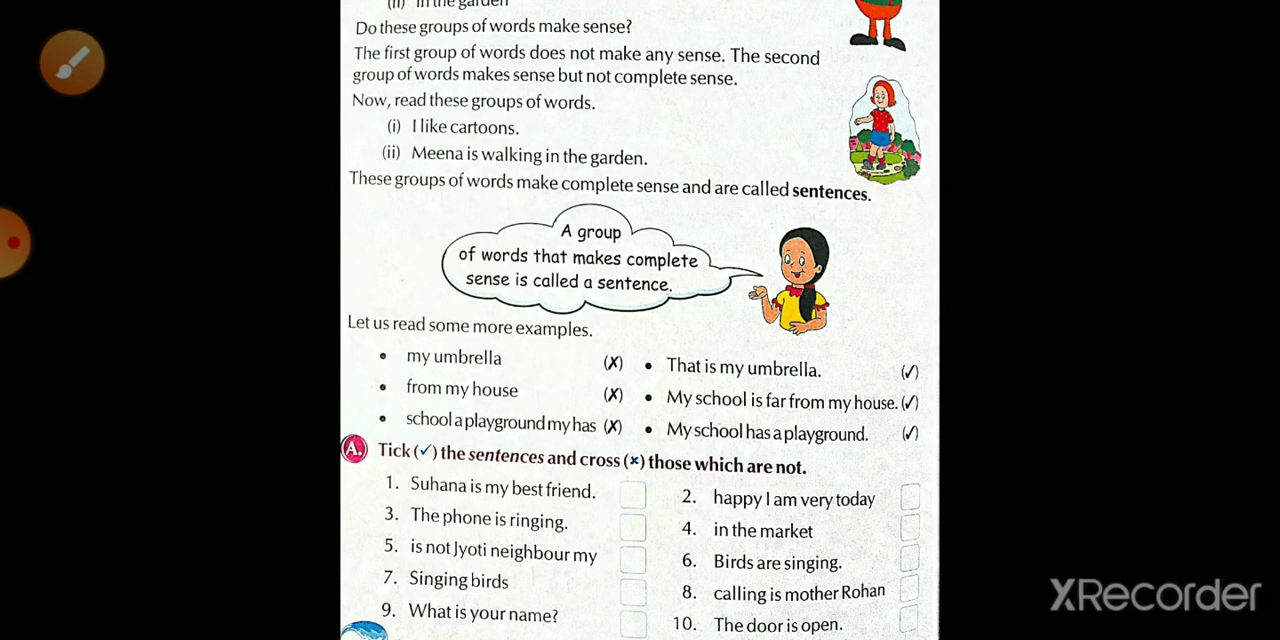 (ii) in the garden
Do these groups of words make sense?
The first group of words does not make any sense. The second
group of words makes sense but not complete sense.
Now, read these groups of words.
(i) I like cartoons.
(ii) Meena is walking in the garden.
These groups of words make complete sense and are called sentences.
A group
of words that makes complete
sense is called a sentence.
Let us read some more examples.
• my umbrella (✗) • That is my umbrella. (✓)
• from my house (✗) • My school is far from my house. (✓)
• school a playground my has (✗) • My school has a playground. (✓)
A. Tick (✓) the sentences and cross (×) those which are not.
1. Suhana is my best friend. 2. happy I am very today
3. The phone is ringing. 4. in the market
5. is not Jyoti neighbour my 6. Birds are singing.
7. Singing birds 8. calling is mother Rohan
9. What is your name? 10. The door is open.
XRecorder